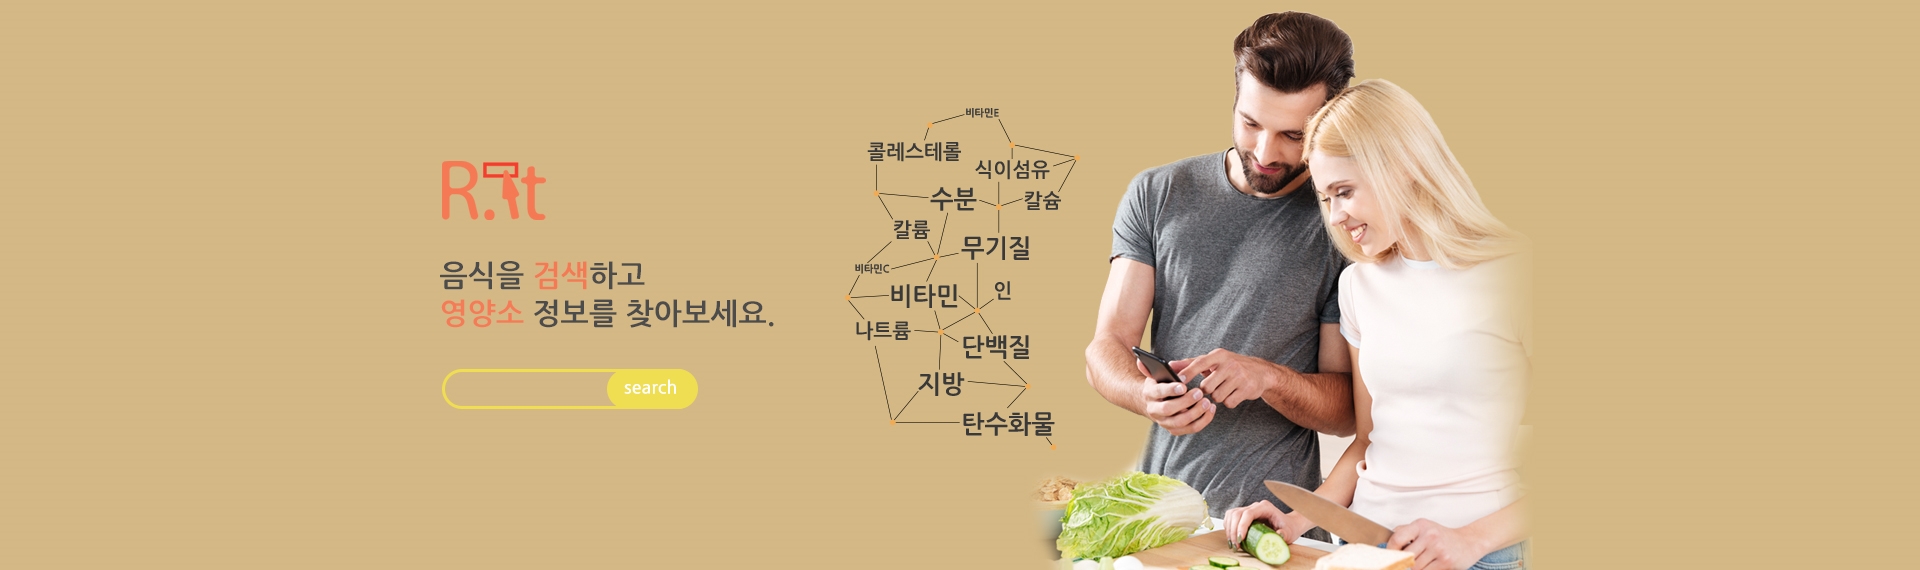 음식을 검색하고
영양소 정보를 찾아보세요.
search
비타민E
콜레스테롤
식이섬유
수분
칼슘
칼륨
무기질
비타민C
비타민
인
나트륨
단백질
지방
탄수화물